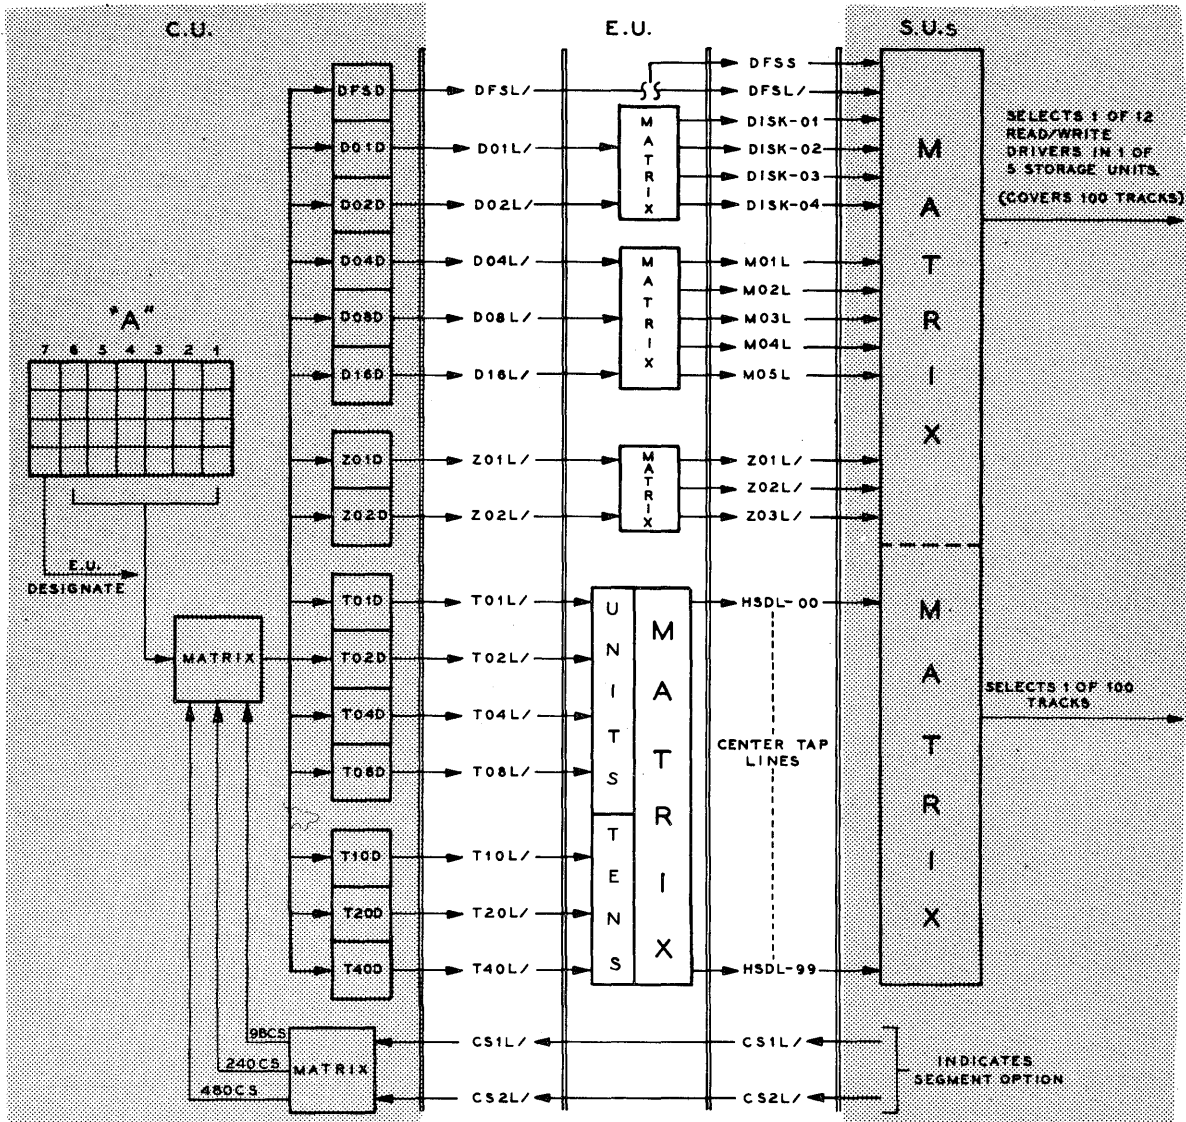 C.U.
E.U.
S.U.s
DFSD
D01D
D02D
D04D
D08D
D16D
Z01D
Z02D
T01D
T02D
T04D
T08D
T10D
T20D
T40D
"A"
7 6 5 4 3 2 1
E.U.
DESIGNATE
MATRIX
98CS
240CS
480CS
MATRIX
DFSL/
D01L/
D02L/
D04L/
D08L/
D16L/
Z01L/
Z02L/
T01L/
T02L/
T04L/
T08L/
T10L/
T20L/
T40L/
CS1L/
CS2L/
MATRIX
MATRIX
MATRIX
UNITS
TENS
MATRIX
DFSS
DFSL/
DISK-01
DISK-02
DISK-03
DISK-04
M01L
M02L
M03L
M04L
M05L
Z01L/
Z02L/
Z03L/
HSDL-00
CENTER TAP
LINES
HSDL-99
CS1L/
CS2L/
MATRIX
MATRIX
SELECTS 1 OF 12
READ/WRITE
DRIVERS IN 1 OF
5 STORAGE UNITS.
(COVERS 100 TRACKS)
SELECTS 1 OF 100
TRACKS
INDICATES
SEGMENT OPTION